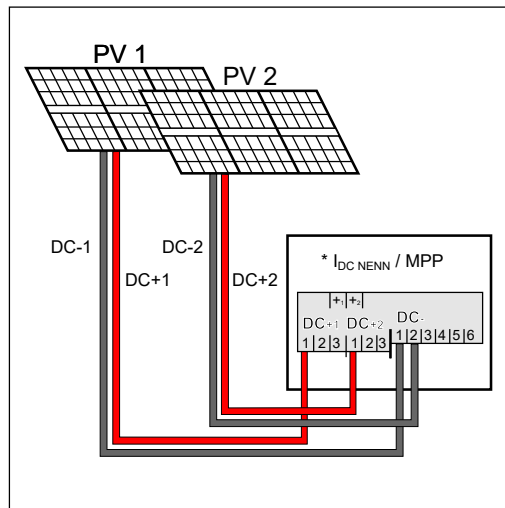 PV 1
PV 2
DC-1
DC-2
DC+1
DC+2
* I DC NENN / MPP
+1 +2
DC+1 DC+2 DC-
1 2 3 1 2 3 1 2 3 4 5 6